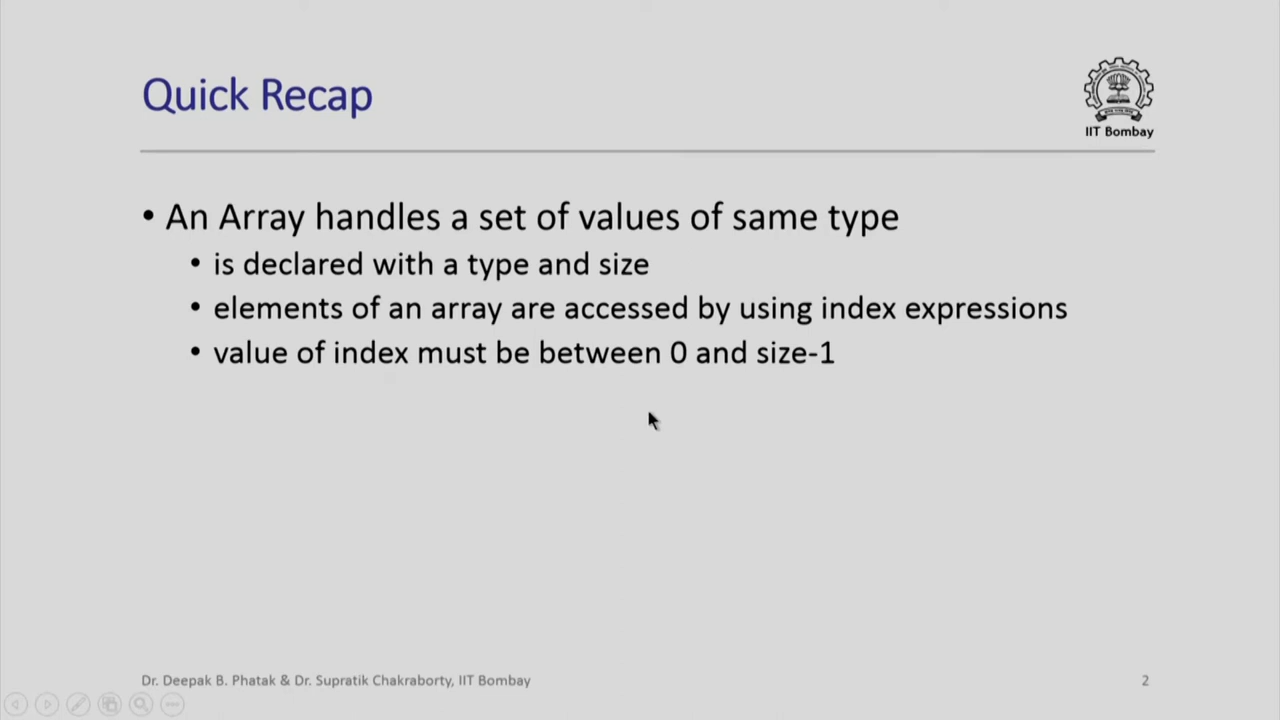 Quick Recap
IIT Bombay
• An Array handles a set of values of same type
• is declared with a type and size
• elements of an array are accessed by using index expressions
• value of index must be between 0 and size-1
Dr. Deepak B. Phatak & Dr. Supratik Chakraborty, IIT Bombay
2